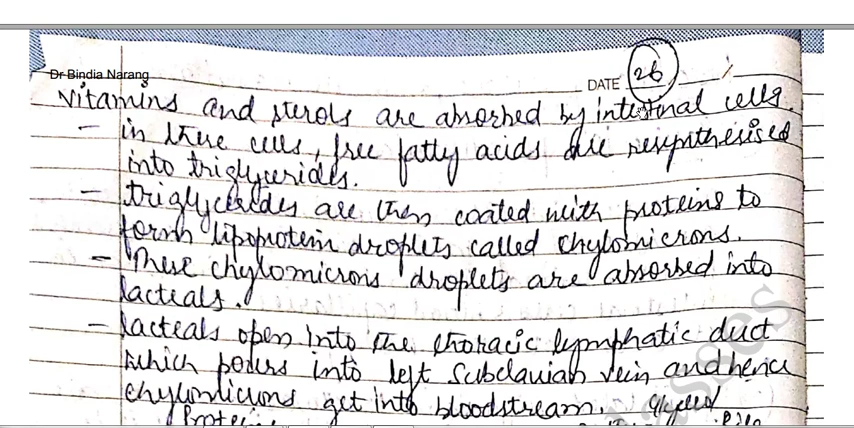 Dr Bindia Narang
DATE 26
vitamins and sterols are absorbed by intestinal cells.
- in these cells, free fatty acids are resynthesised
into triglycerides.
- triglycerides are then coated with proteins to
form lipoprotein droplets called chylomicrons.
- These chylomicrons droplets are absorbed into
lacteals.
- lacteals open into the thoracic lymphatic duct
which pours into left subclavian vein and hence
chylomicrons get into bloodstream.
asses